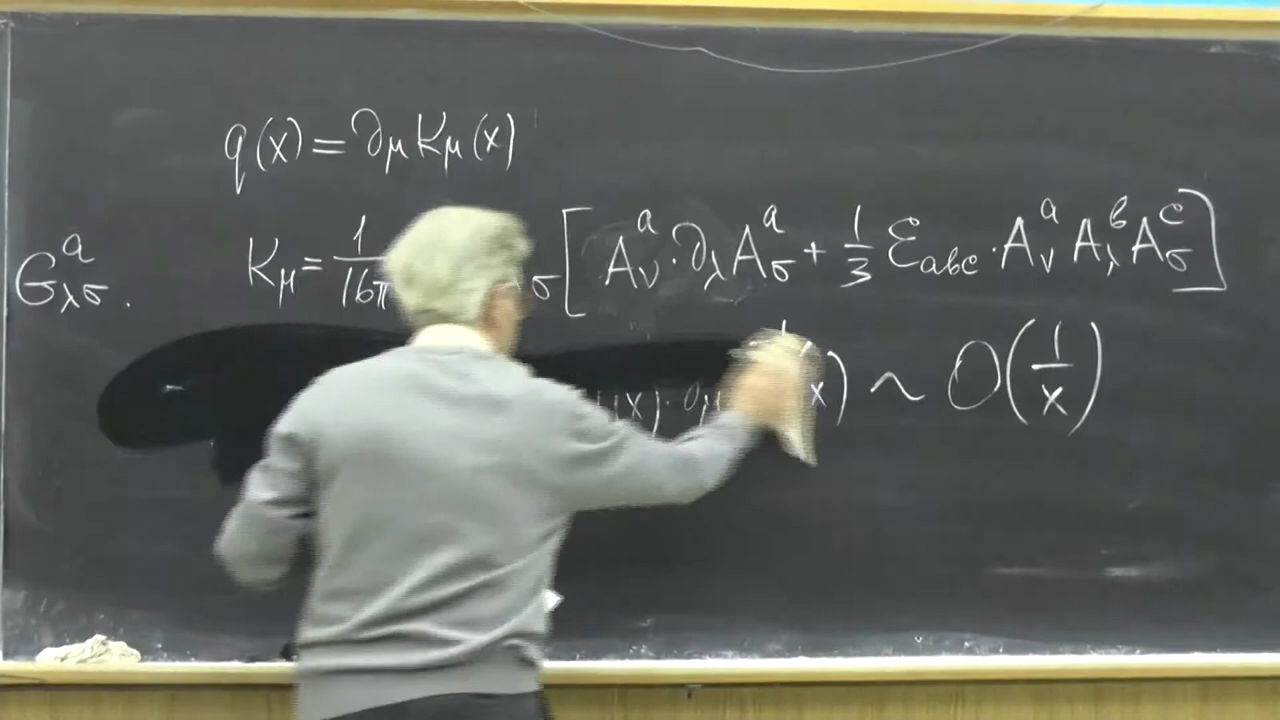 q(x) = ∂μ Kμ(x)
G^a_λσ . Kμ = 1/16π σ [ A^a_ν · ∂_λ A^a_σ + 1/3 ε_abc · A^a_ν A^b_λ A^c_σ ]
(x) · ∂μ x) ~ O(1/x)